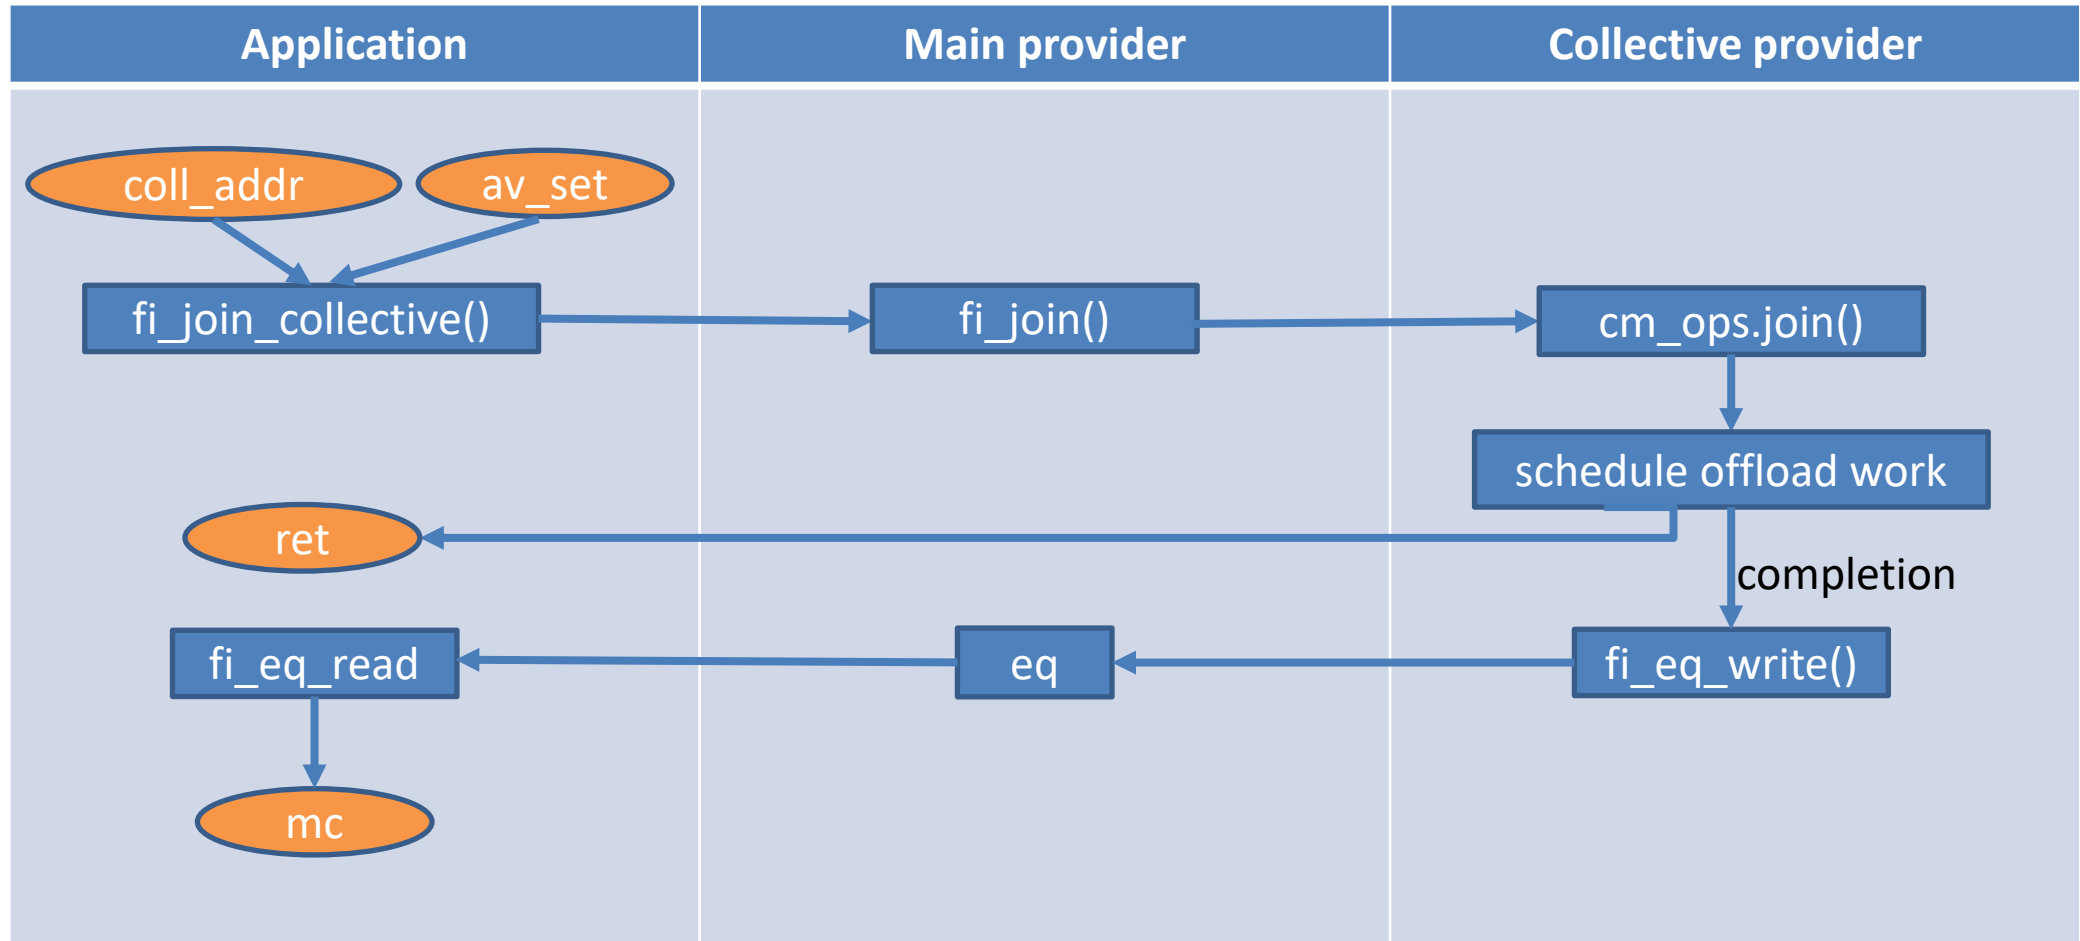 Application
Main provider
Collective provider
coll_addr
av_set
fi_join_collective()
fi_join()
cm_ops.join()
schedule offload work
ret
completion
fi_eq_read
eq
fi_eq_write()
mc